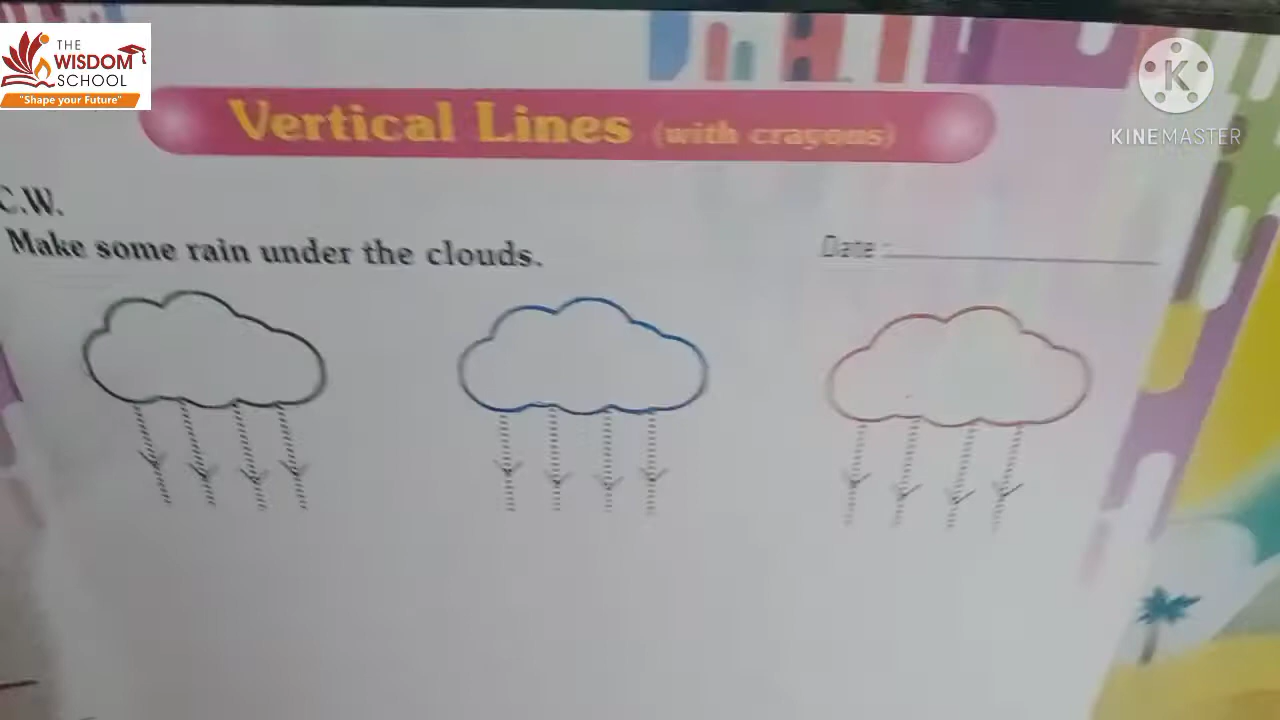 THE
WISDOM
SCHOOL
"Shape your Future"
K
KINEMASTER
Vertical Lines (with crayons)
C.W.
Make some rain under the clouds.
Date :